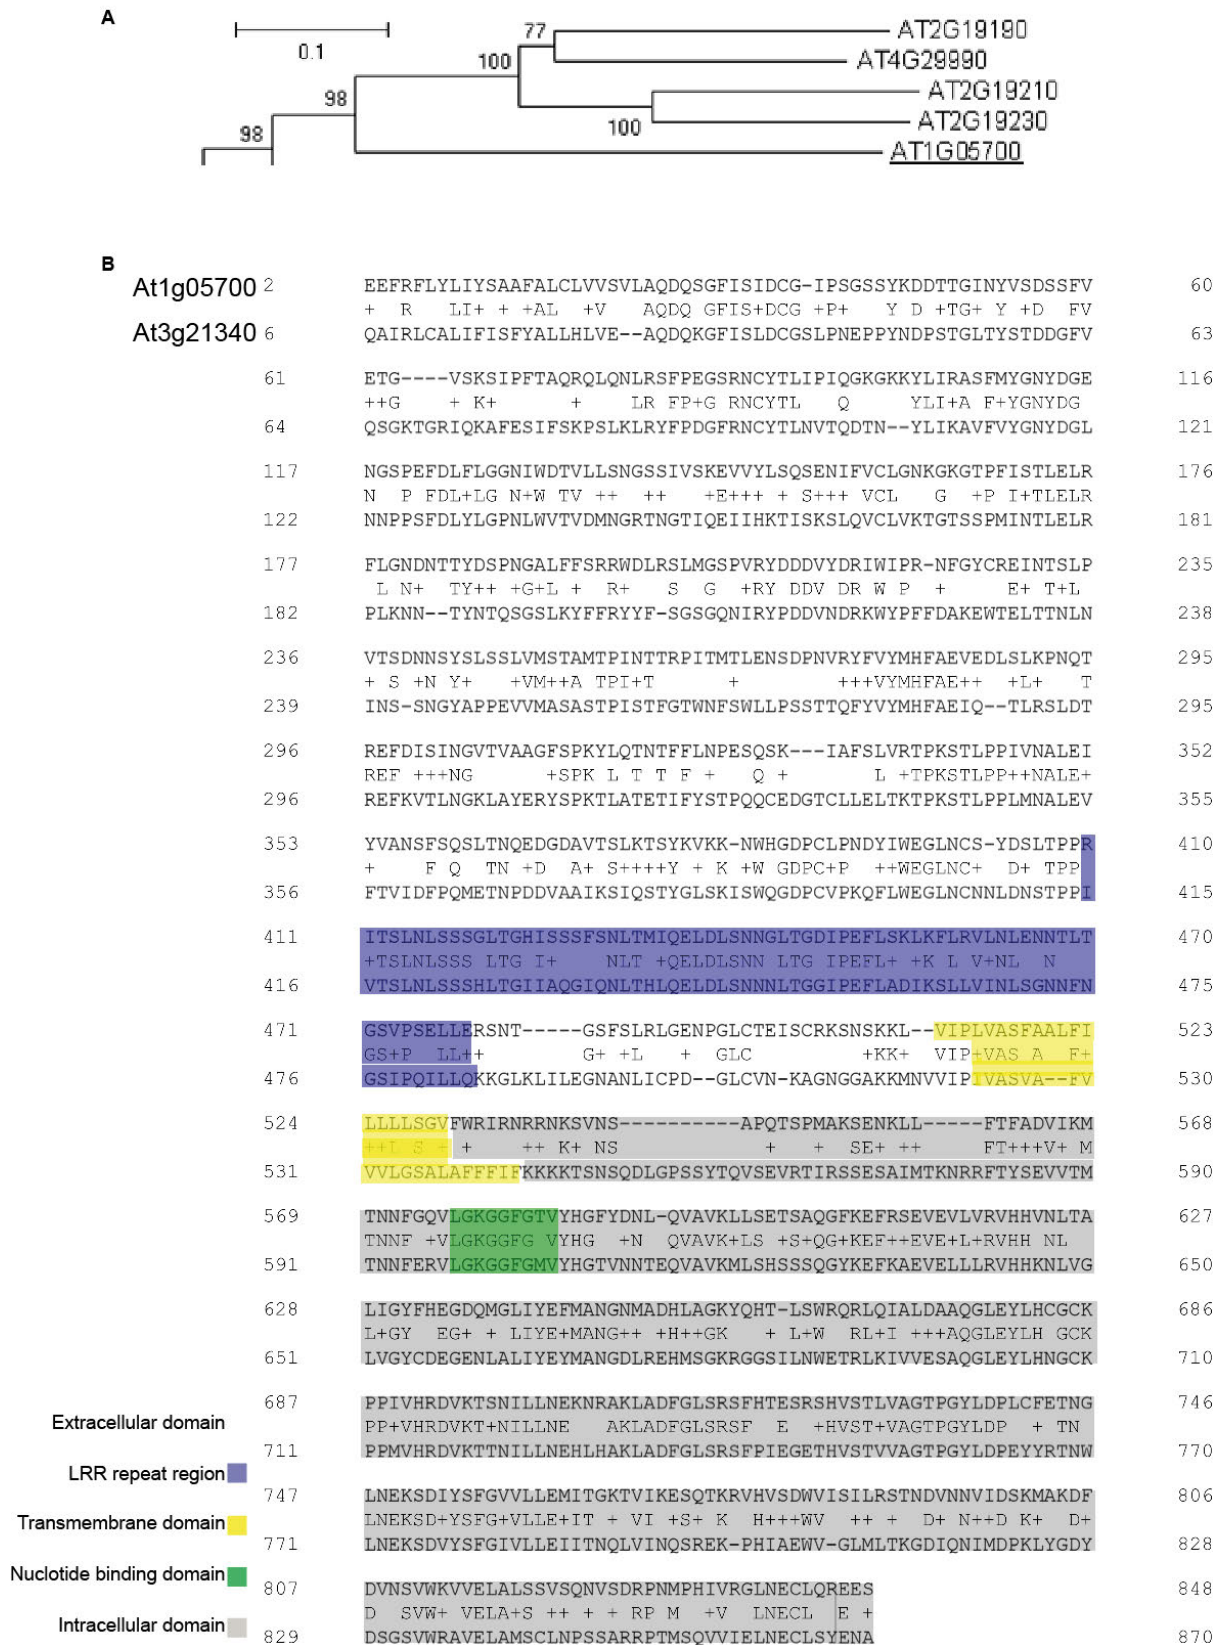 A
0.1
77
AT2G19190
AT4G29990
100
AT2G19210
98
AT2G19230
100
98
AT1G05700
B
At1g05700 2 EEFRFLYLIYSAAFALCLVVSVLAQDQSGFISIDCG-IPSGSSYKDDTTGINYVSDSSFV 60
+ R LI+ + +AL +V AQDQ GFIS+DCG +P+ Y D +TG+ Y +D FV
At3g21340 6 QAIRLCALIFISFYALLHLVE--AQDQKGFISLDCGSLPNEPPYNDPSTGLTYSTDDGFV 63
61 ETG----VSKSIPFTAQRQLQNLRSFPEGSRNCYTLIPIQGKGKKYLIRASFMYGNYDGE 116
++G + K+ + LR FP+G RNCYTL Q YLI+A F+YGNYDG
64 QSGKTGRIQKAFESIFSKPSLKLRYFPDGFRNCYTLNVTQDTN--YLIKAVFVYGNYDGL 121
117 NGSPEFDLFLGGNIWDTVLLSNGSSIVSKEVVYLSQSENIFVCLGNKGKGTPFISTLELR 176
N P FDL+LG N+W TV ++ ++ +E+++ + S+++ VCL G +P I+TLELR
122 NNPPSFDLYLGPNLWVTVDMNGRTNGTIQEIIHKTISKSLQVCLVKTGTSSPMINTLELR 181
177 FLGNDNTTYDSPNGALFFSRRWDLRSLMGSPVRYDDDVYDRIWIPR-NFGYCREINTSLP 235
L N+ TY++ +G+L + R+ S G +RY DDV DR W P + E+ T+L
182 PLKNN--TYNTQSGSLKYFFRYYF-SGSGQNIRYPDDVNDRKWYPFFDAKEWTELTTNLN 238
236 VTSDNNSYSLSSLVMSTAMTPINTTRPITMTLENSDPNVRYFVYMHFAEVEDLSLKPNQT 295
+ S +N Y+ +VM++A TPI+T + +++VYMHFAE++ +L+ T
239 INS-SNGYAPPEVVMASASTPISTFGTWNFSWLLPSSTTQFYVYMHFAEIQ--TLRSLDT 295
296 REFDISINGVTVAAGFSPKYLQTNTFFLNPESQSK---IAFSLVRTPKSTLPPIVNALEI 352
REF +++NG +SPK L T T F + Q + L +TPKSTLPP++NALE+
296 REFKVTLNGKLAYERYSPKTLATETIFYSTPQQCEDGTCLLELTKTPKSTLPPLMNALEV 355
353 YVANSFSQSLTNQEDGDAVTSLKTSYKVKK-NWHGDPCLPNDYIWEGLNCS-YDSLTPPR 410
+ F Q TN +D A+ S ++++Y + K +W GDPC+P ++WEGLNC+ D+ TPP
356 FTVIDFPQMETNPDDVAAIKSIQSTYGLSKISWQGDPCVPKQFLWEGLNCNNLDNSTPPI 415
411 ITSLNLSSSGLTGHISSSFSNLTMIQELDLSNNGLTGDIPEFLSKLKFLRVLNLENNTLT 470
+TSLNLSSS LTG I+ NLT +QELDLSNN LTG IPEFL+ +K L V+NL N
416 VTSLNLSSSHLTGIIAQGIQNLTHLQELDLSNNNLTGGIPEFLADIKSLLVINLSGNNFN 475
471 GSVPSELLERSNT-----GSFSLRLGENPGLCTEISCRKSNSKKL--VIPLVASFAALFI 523
GS+P LL++ G+ +L + GLC +KK+ VIP+VAS A F+
476 GSIPQILLQKKGLKLILEGNANLICPD--GLCVN-KAGNGGAKKMNVVIPIVASVA--FV 530
524 LLLLSGVFWRIRNRRNKSVNS----------APQTSPMAKSENKLL-----FTFADVIKM 568
++L S + + ++ K+ NS + + SE+ + FT+++V+ M
531 VVLGSALAFFFIFKKKKTSNSQDLGPSSYTQVSEVRTIRSSESAIMTKNRRFTYSEVVTM 590
569 TNNFGQVLGKGGFGTVYHGFYDNL-QVAVKLLSETSAQGFKEFRSEVEVLVRVHHVNLTA 627
TNNF +VLGKGGFG VYHG +N QVAVK+LS +S+QG+KEF++EVE+L+RVHH NL
591 TNNFERVLGKGGFGMVYHGTVNNTEQVAVKMLSHSSSQGYKEFKAEVELLLRVHHKNLVG 650
628 LIGYFHEGDQMGLIYEFMANGNMADHLAGKYQHT-LSWRQRLQIALDAAQGLEYLHCGCK 686
L+GY EG+ + LIYE+MANG++ +H++GK + L+W RL+I +++AQGLEYLH GCK
651 LVGYCDEGENLALIYEYMANGDLREHMSGKRGGSILNWETRLKIVVESAQGLEYLHNGCK 710
687 PPIVHRDVKTSNILLNEKNRAKLADFGLSRSFHTESRSHVSTLVAGTPGYLDPLCFETNG 746
PP+VHRDVKT+NILLNE AKLADFGLSRSF E +HVST+VAGTPGYLDP + TN
711 PPMVHRDVKTTNILLNEHLHAKLADFGLSRSFPIEGETHVSTVVAGTPGYLDPEYYRTNW 770
747 LNEKSDIYSFGVVLLEMITGKTVIKESQTKRVHVSDWVISILRSTNDVNNVIDSKMAKDF 806
LNEKSD+YSFG+VLLE+IT + VI +S+ K H+++WV ++ + D+ N++D K+ D+
771 LNEKSDVYSFGIVLLEIITNQLVINQSREK-PHIAEWV-GLMLTKGDIQNIMDPKLYGDY 828
807 DVNSVWKVVELALSSVSQNVSDRPNMPHIVRGLNECLQREES 848
D SVW+ VELA+S ++ + + RP M +V LNECL E +
829 DSGSVWRAVELAMSCLNPSSARRPTMSQVVIELNECLSYENA 870
Extracellular domain
LRR repeat region
Transmembrane domain
Nuclotide binding domain
Intracellular domain